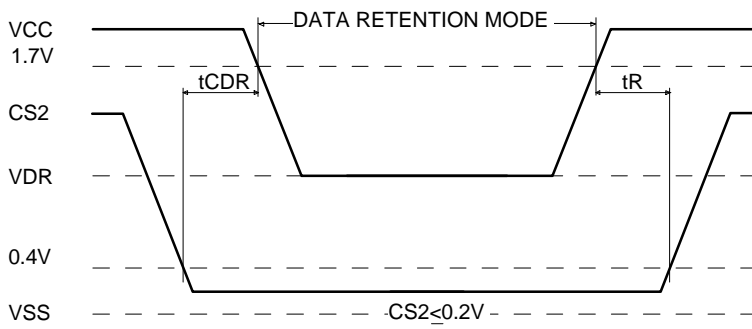 DATA RETENTION MODE
VCC
1.7V
tCDR
tR
CS2
VDR
0.4V
CS2≤0.2V
VSS